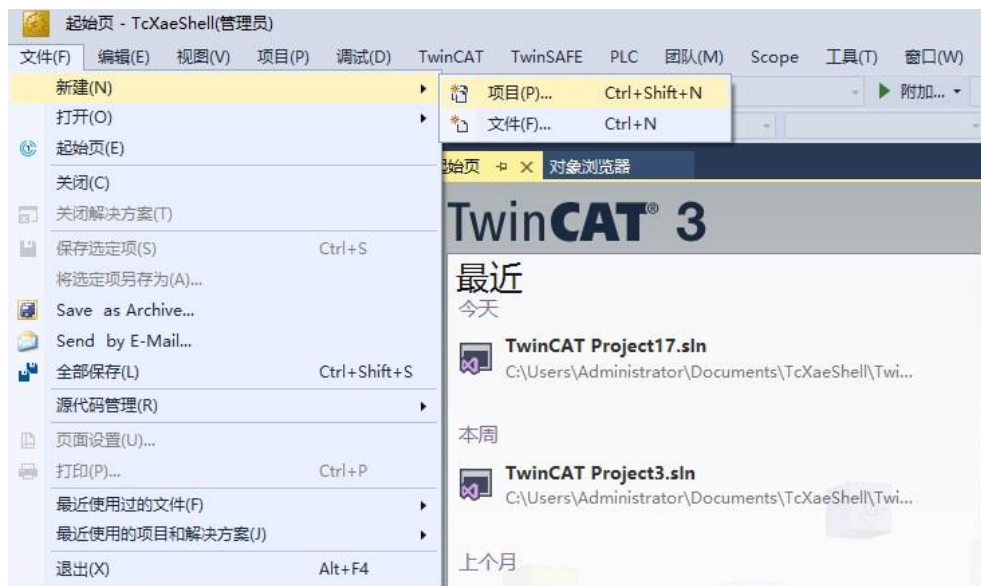 起始页 - TcXaeShell(管理员)
文件(F) 编辑(E) 视图(V) 项目(P) 调试(D) TwinCAT TwinSAFE PLC 团队(M) Scope 工具(T) 窗口(W)
新建(N)
项目(P)... Ctrl+Shift+N
附加...
打开(O)
文件(F)... Ctrl+N
起始页(E)
起始页 对象浏览器
关闭(C)
关闭解决方案(T)
保存选定项(S) Ctrl+S
将选定项另存为(A)...
Save as Archive...
Send by E-Mail...
全部保存(L) Ctrl+Shift+S
源代码管理(R)
页面设置(U)...
打印(P)... Ctrl+P
最近使用过的文件(F)
最近使用的项目和解决方案(J)
退出(X) Alt+F4
TwinCAT® 3
最近
今天
TwinCAT Project17.sln
C:\Users\Administrator\Documents\TcXaeShell\Twi...
本周
TwinCAT Project3.sln
C:\Users\Administrator\Documents\TcXaeShell\Twi...
上个月